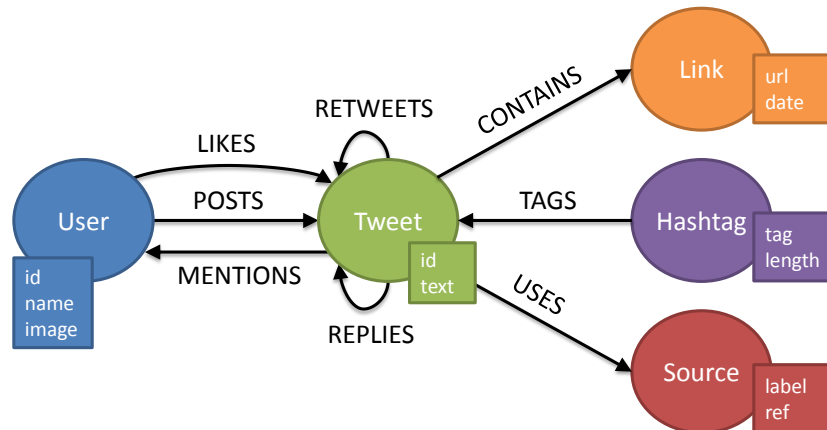 Link
url
date
CONTAINS
RETWEETS
LIKES
User
POSTS
Tweet
TAGS
Hashtag
tag
length
id
name
image
MENTIONS
id
text
USES
REPLIES
Source
label
ref